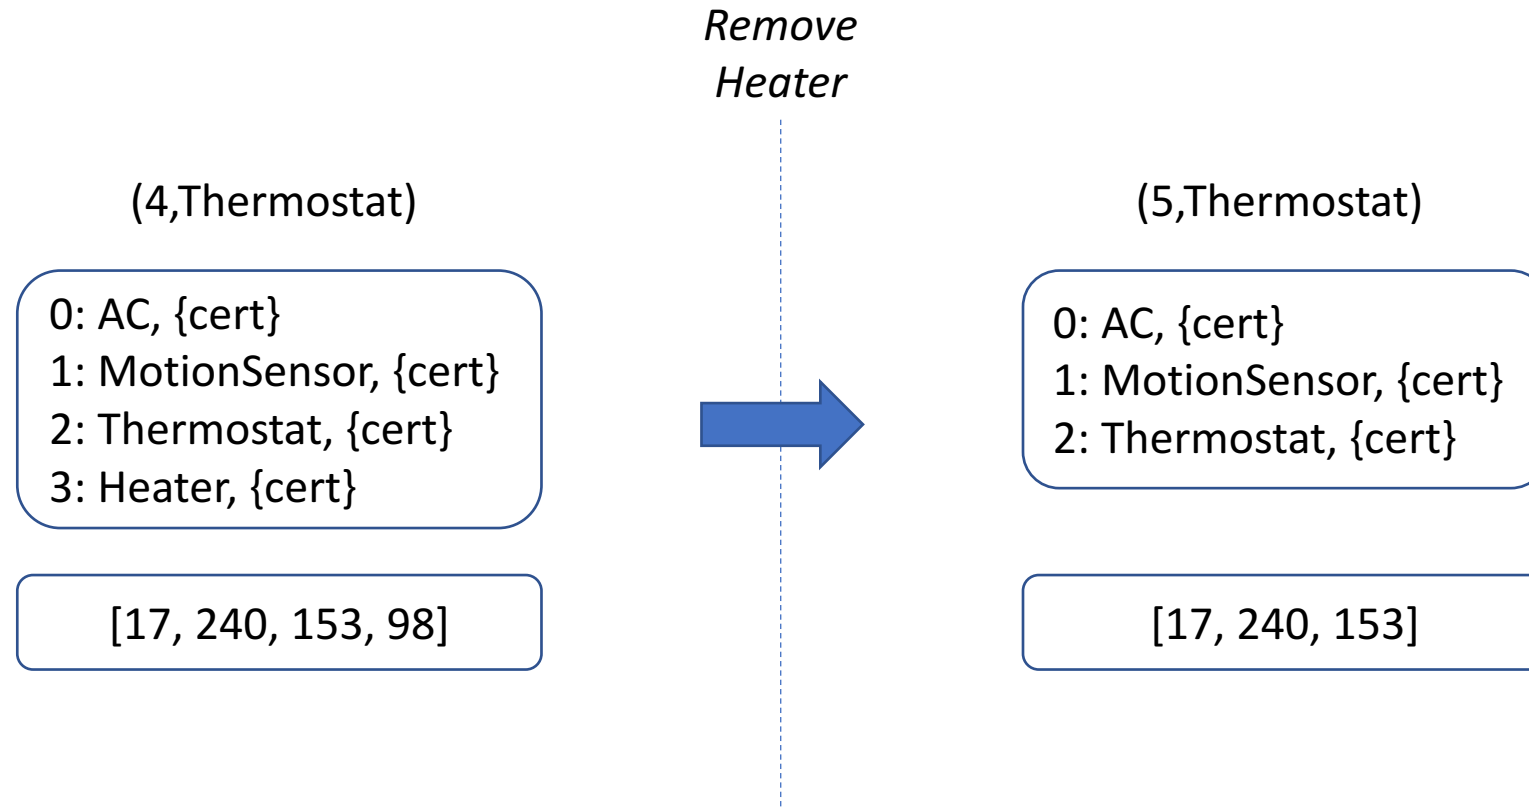 Remove
Heater
(4,Thermostat)
0: AC, {cert}
1: MotionSensor, {cert}
2: Thermostat, {cert}
3: Heater, {cert}
[17, 240, 153, 98]
(5,Thermostat)
0: AC, {cert}
1: MotionSensor, {cert}
2: Thermostat, {cert}
[17, 240, 153]